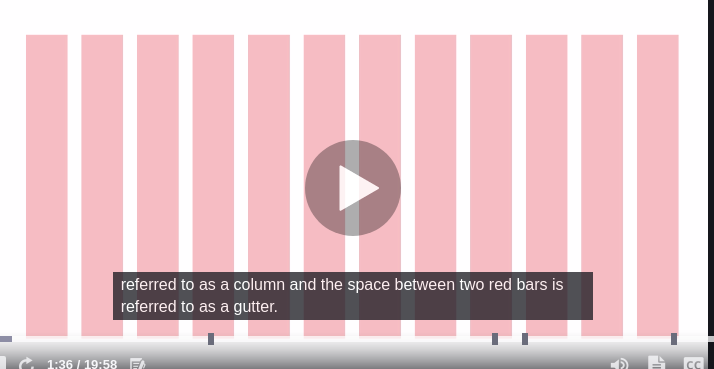 referred to as a column and the space between two red bars is
referred to as a gutter.
1:36 / 19:58
CC